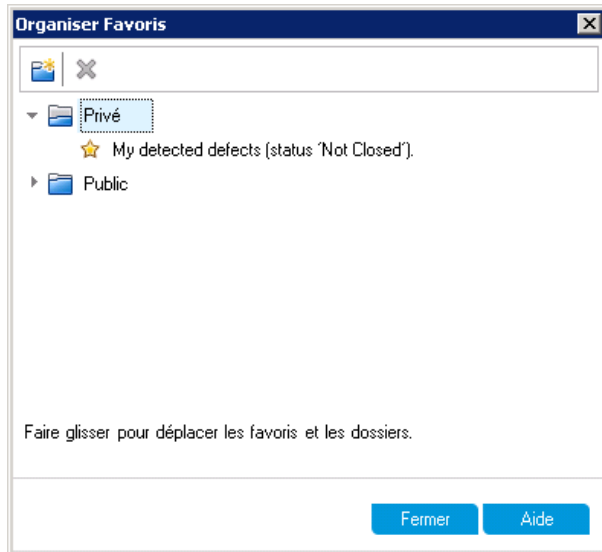 Organiser Favoris
Privé
My detected defects (status ´Not Closed´).
Public
Faire glisser pour déplacer les favoris et les dossiers.
Fermer
Aide